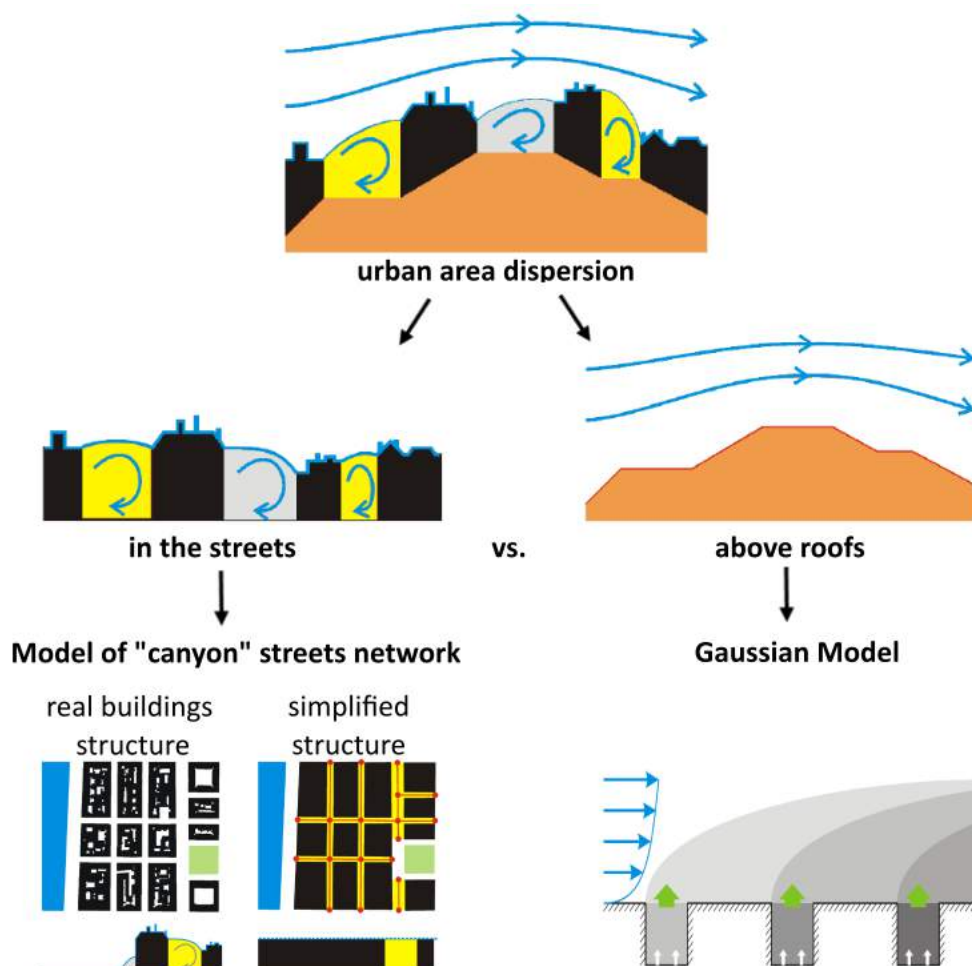 urban area dispersion
in the streets
vs.
above roofs
Model of "canyon" streets network
Gaussian Model
real buildings
structure
simplified
structure